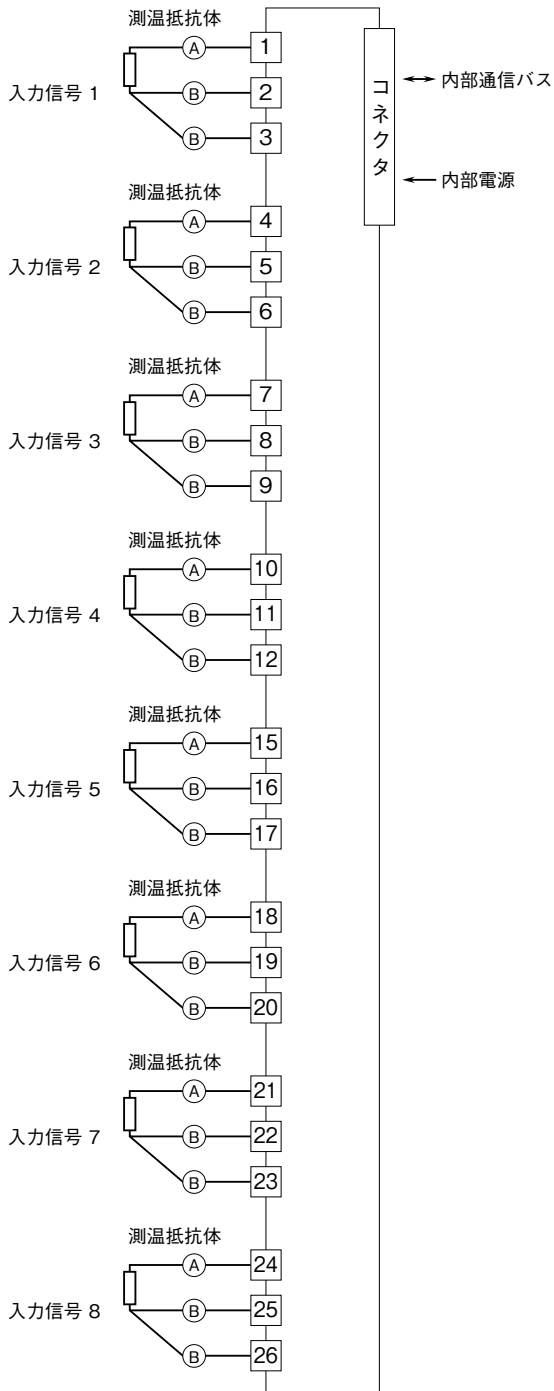 測温抵抗体
A 1
入力信号 1 B 2
B 3
コネクタ
内部通信バス
内部電源
測温抵抗体
A 4
入力信号 2 B 5
B 6
測温抵抗体
A 7
入力信号 3 B 8
B 9
測温抵抗体
A 10
入力信号 4 B 11
B 12
測温抵抗体
A 15
入力信号 5 B 16
B 17
測温抵抗体
A 18
入力信号 6 B 19
B 20
測温抵抗体
A 21
入力信号 7 B 22
B 23
測温抵抗体
A 24
入力信号 8 B 25
B 26